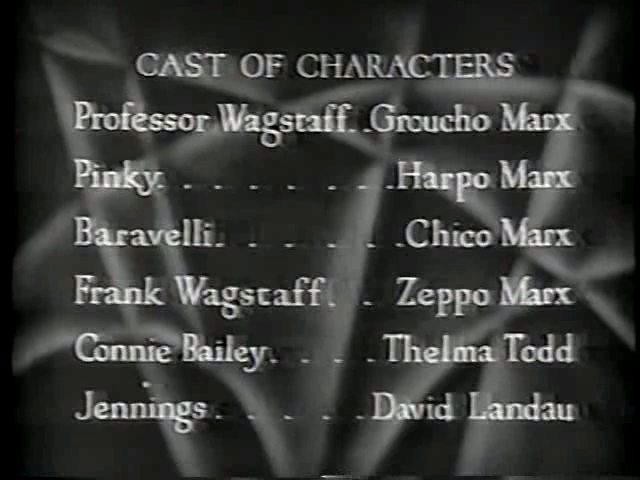 CAST OF CHARACTERS
Professor Wagstaff. .Groucho Marx
Pinky. . . . . . . .Harpo Marx
Baravelli. . . . . .Chico Marx
Frank Wagstaff. . Zeppo Marx
Connie Bailey. . . . .Thelma Todd
Jennings. . . . . .David Landau